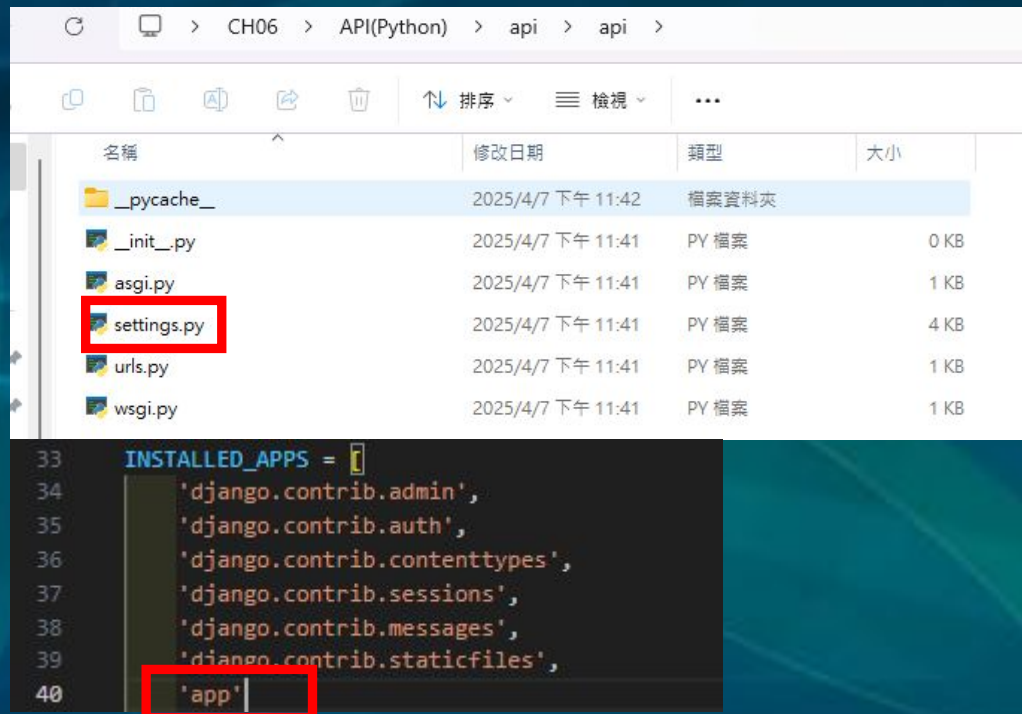 CH06 > API(Python) > api > api >
排序 檢視 ...
名稱 修改日期 類型 大小
__pycache__ 2025/4/7 下午 11:42 檔案資料夾
__init__.py 2025/4/7 下午 11:41 PY 檔案 0 KB
asgi.py 2025/4/7 下午 11:41 PY 檔案 1 KB
settings.py 2025/4/7 下午 11:41 PY 檔案 4 KB
urls.py 2025/4/7 下午 11:41 PY 檔案 1 KB
wsgi.py 2025/4/7 下午 11:41 PY 檔案 1 KB
33 INSTALLED_APPS = [
34 'django.contrib.admin',
35 'django.contrib.auth',
36 'django.contrib.contenttypes',
37 'django.contrib.sessions',
38 'django.contrib.messages',
39 'django.contrib.staticfiles',
40 'app'